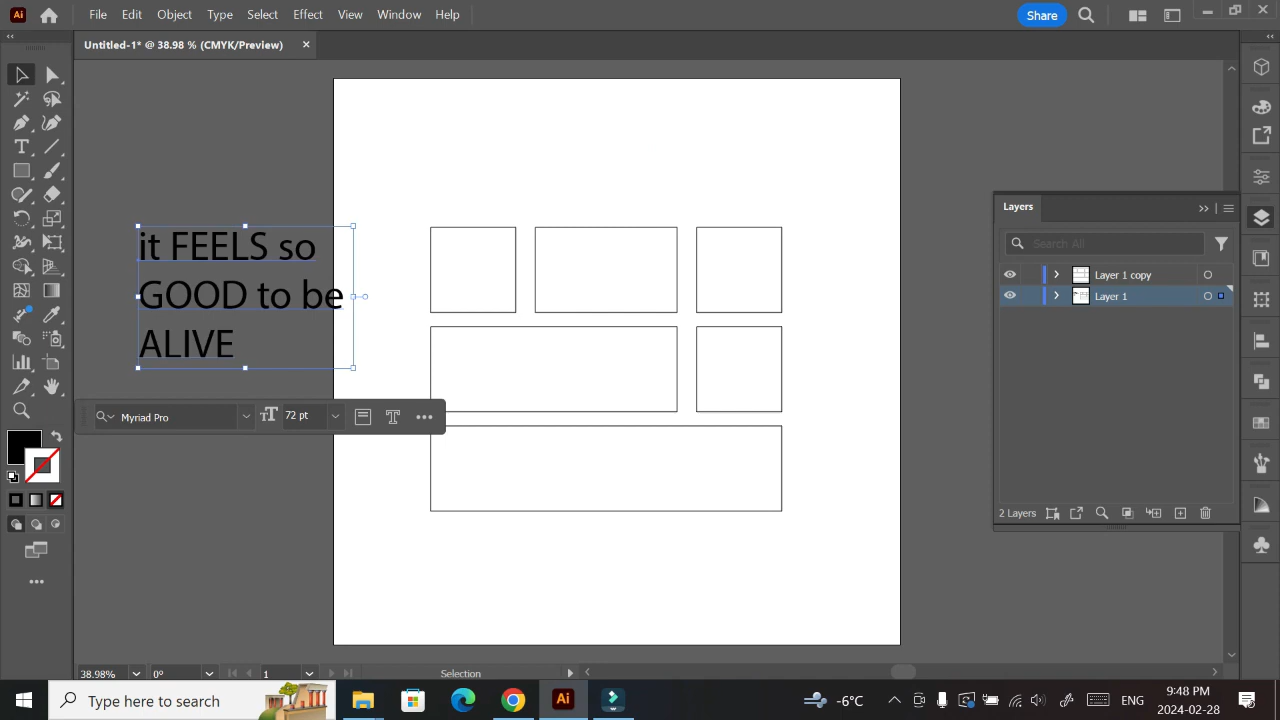 Ai
File Edit Object Type Select Effect View Window Help
Share
Untitled-1* @ 38.98 % (CMYK/Preview)
it FEELS so
GOOD to be
ALIVE
Myriad Pro
72 pt
Layers
Search All
Layer 1 copy
Layer 1
2 Layers
38.98%
0°
1
Selection
Type here to search
Ai
-6°C
ENG
9:48 PM
2024-02-28